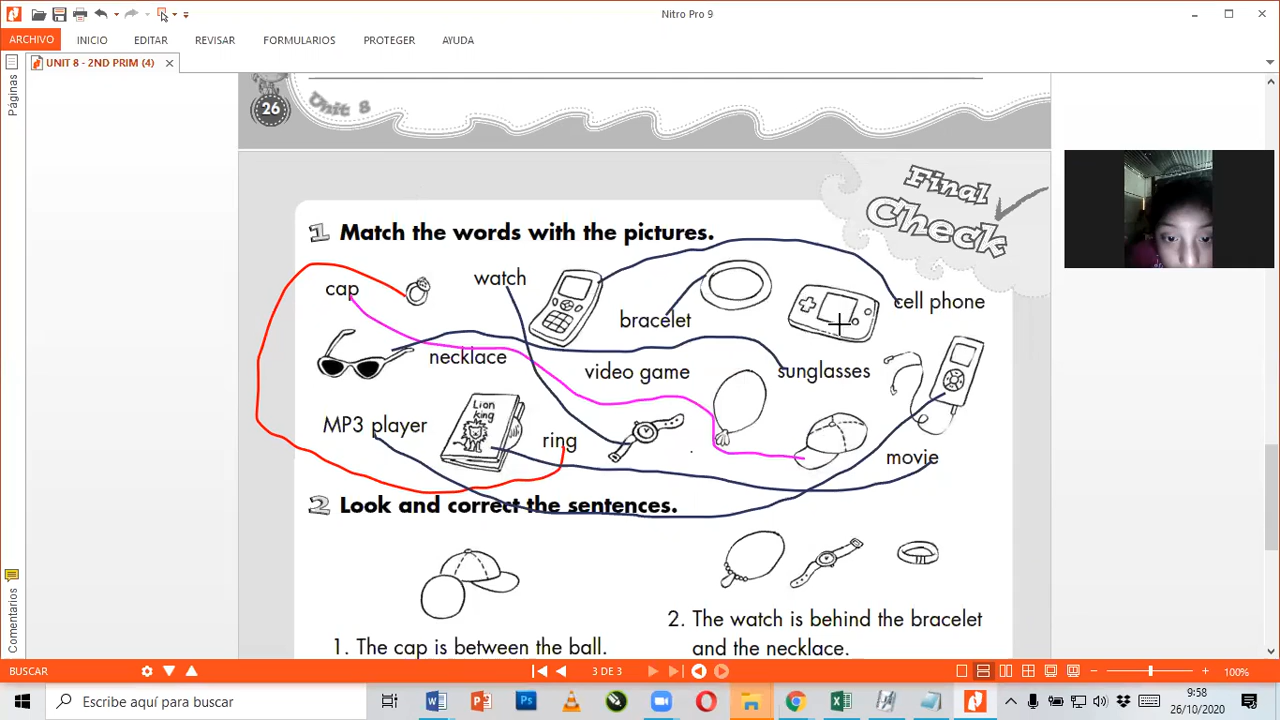 Nitro Pro 9
ARCHIVO INICIO EDITAR REVISAR FORMULARIOS PROTEGER AYUDA
UNIT 8 - 2ND PRIM (4)
Páginas
26 Unit 8
Final Check
1 Match the words with the pictures.
cap watch bracelet cell phone
necklace video game sunglasses
MP3 player Lion king ring movie
2 Look and correct the sentences.
1. The cap is between the ball.
2. The watch is behind the bracelet
and the necklace.
Comentarios
BUSCAR 3 DE 3 100%
Escribe aquí para buscar
9:58
26/10/2020